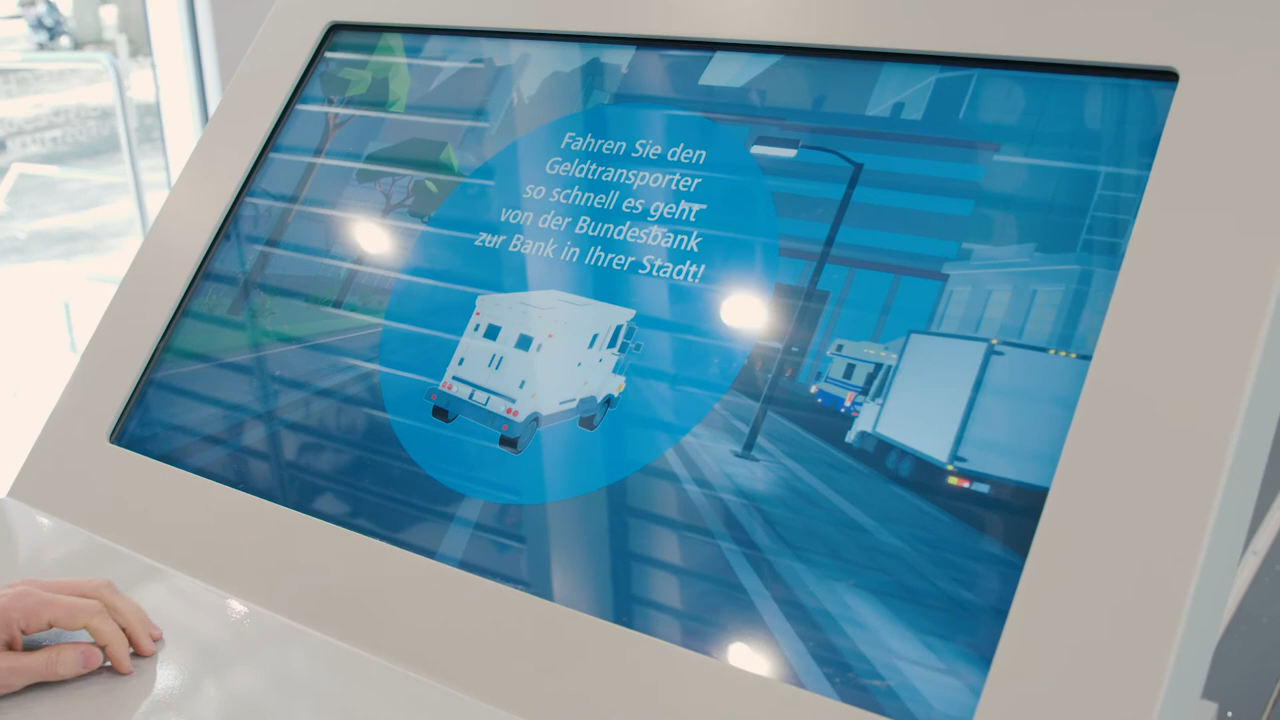 Fahren Sie den
Geldtransporter
so schnell es geht
von der Bundesbank
zur Bank in Ihrer Stadt!